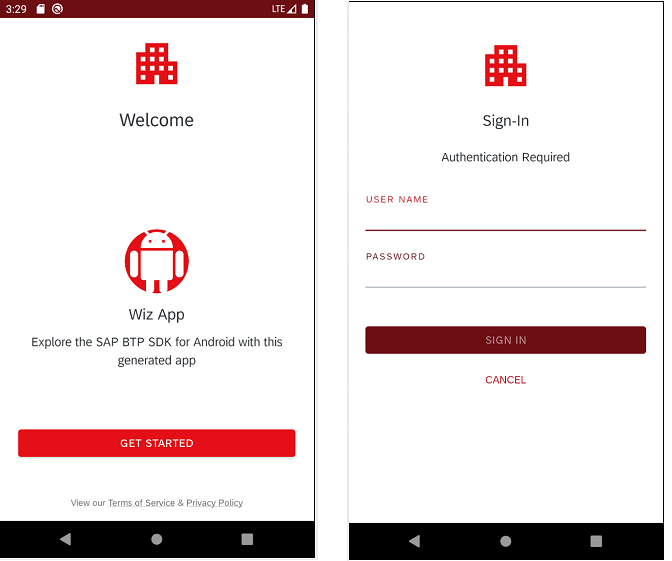 3:29
LTE
Welcome
Wiz App
Explore the SAP BTP SDK for Android with this
generated app
GET STARTED
View our Terms of Service & Privacy Policy
Sign-In
Authentication Required
USER NAME
PASSWORD
SIGN IN
CANCEL